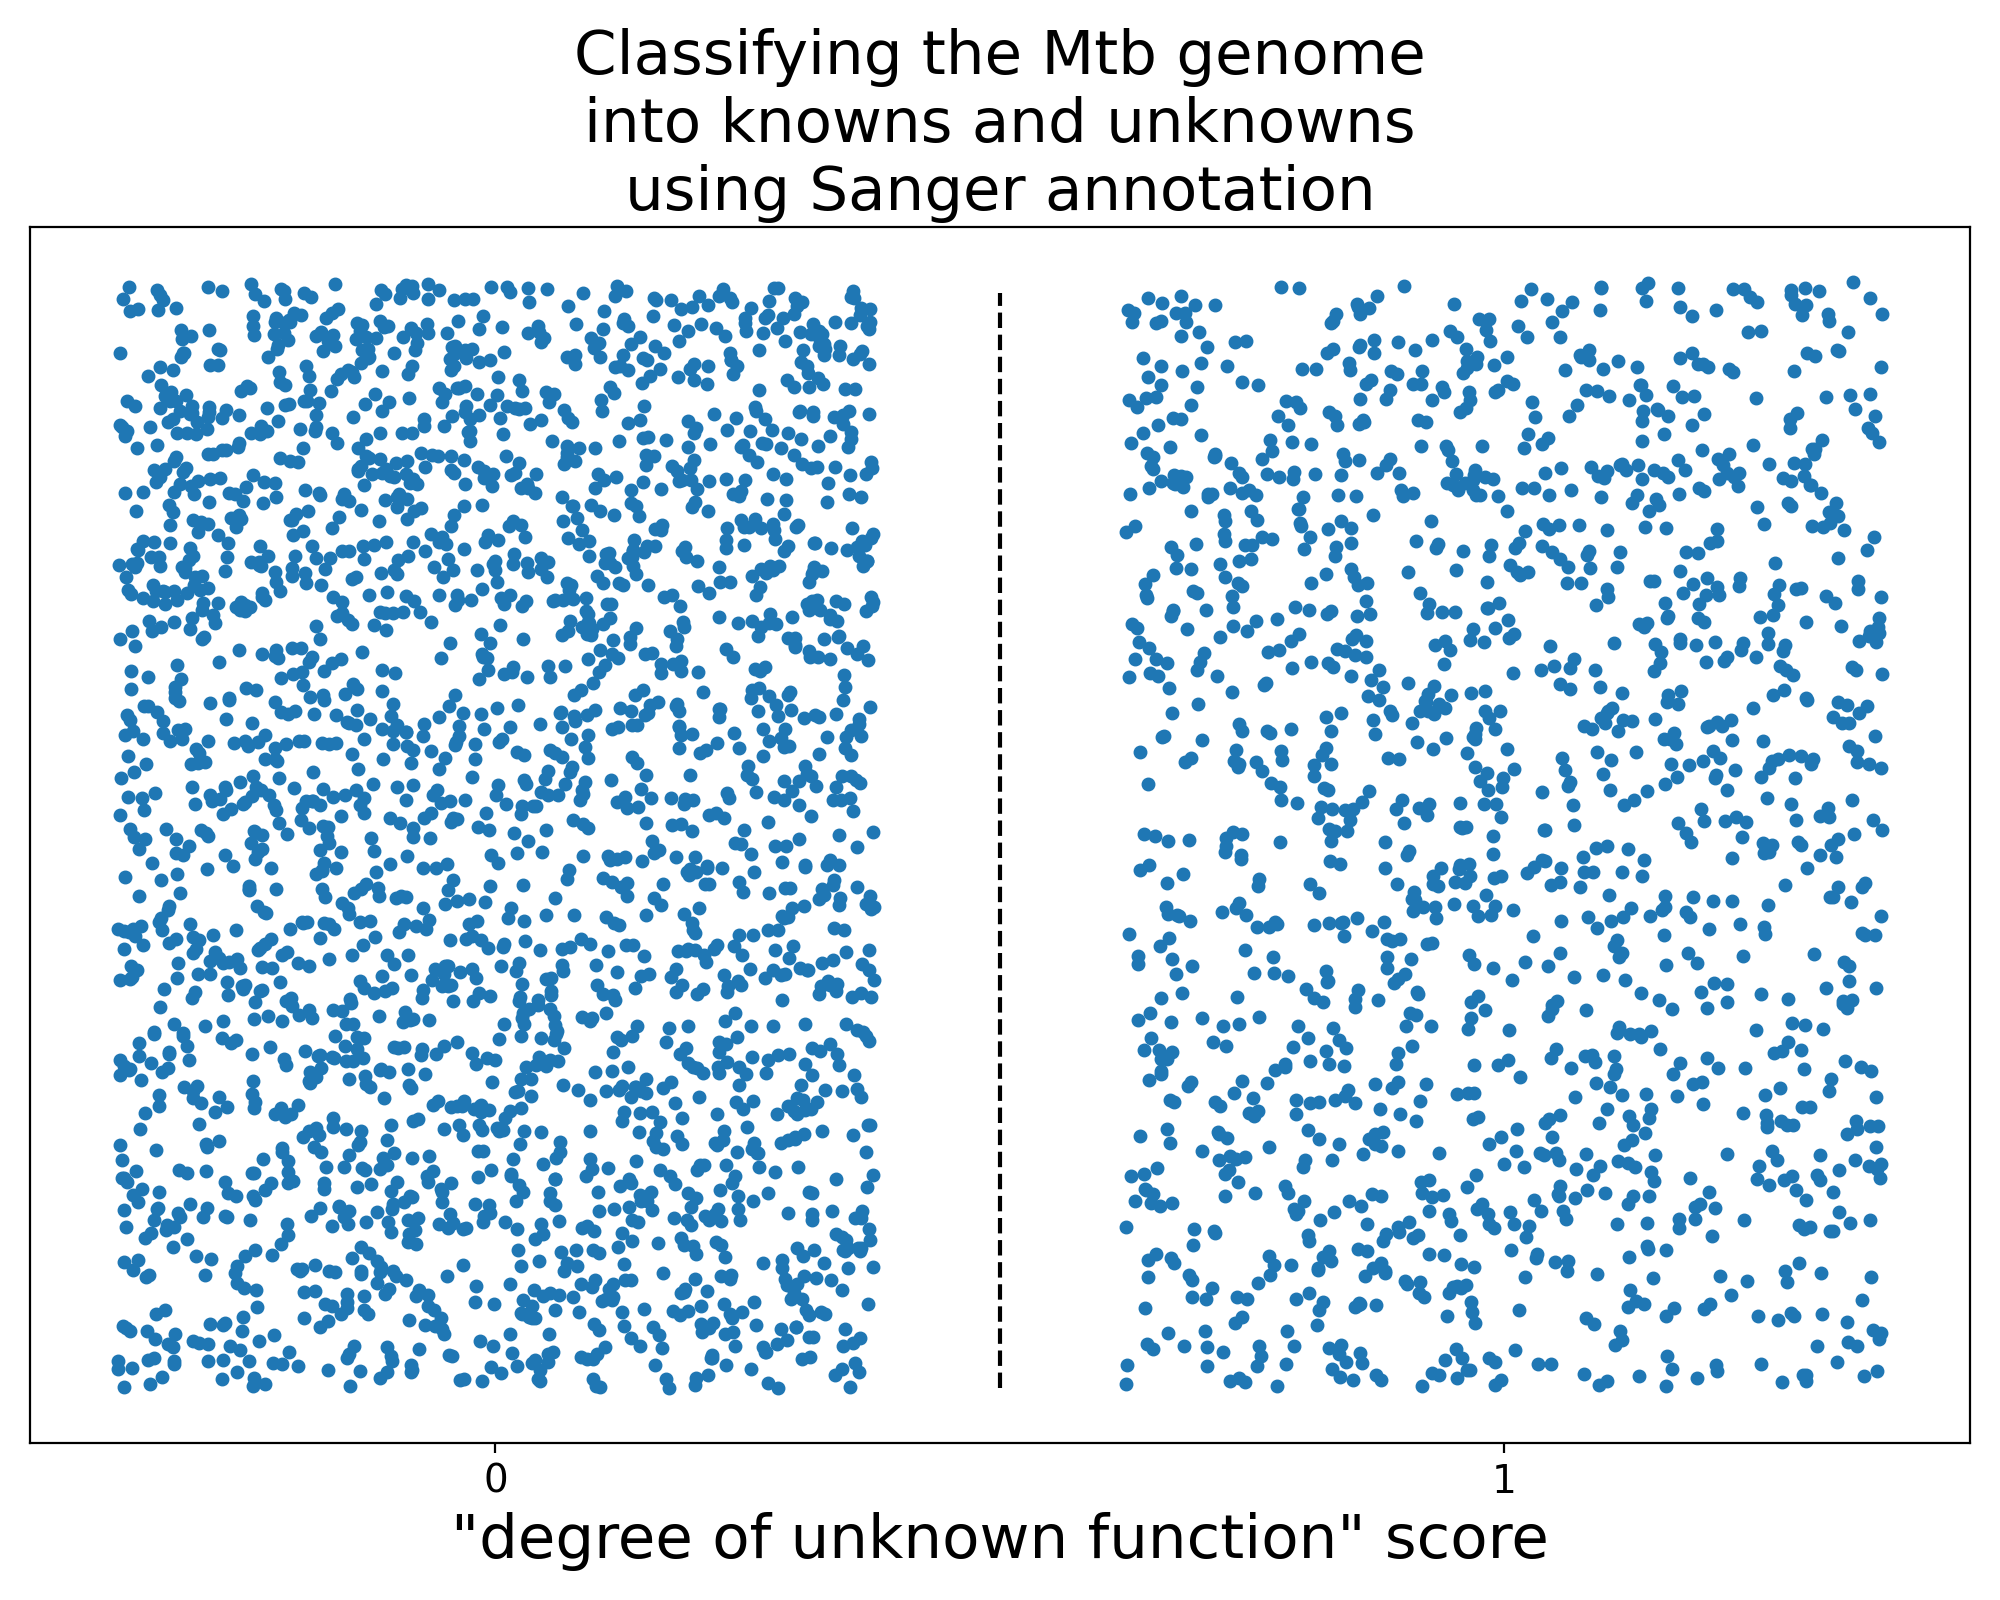 Classifying the Mtb genome
into knowns and unknowns
using Sanger annotation
0
1
"degree of unknown function" score